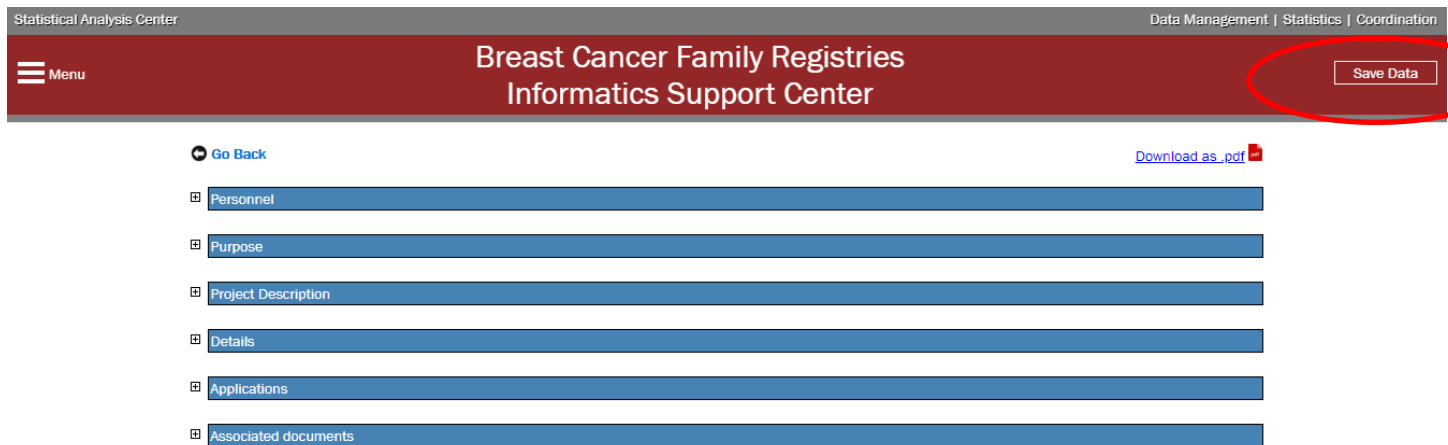 Statistical Analysis Center
Data Management | Statistics | Coordination
Menu
Breast Cancer Family Registries
Informatics Support Center
Save Data
Go Back
Download as .pdf
Personnel
Purpose
Project Description
Details
Applications
Associated documents